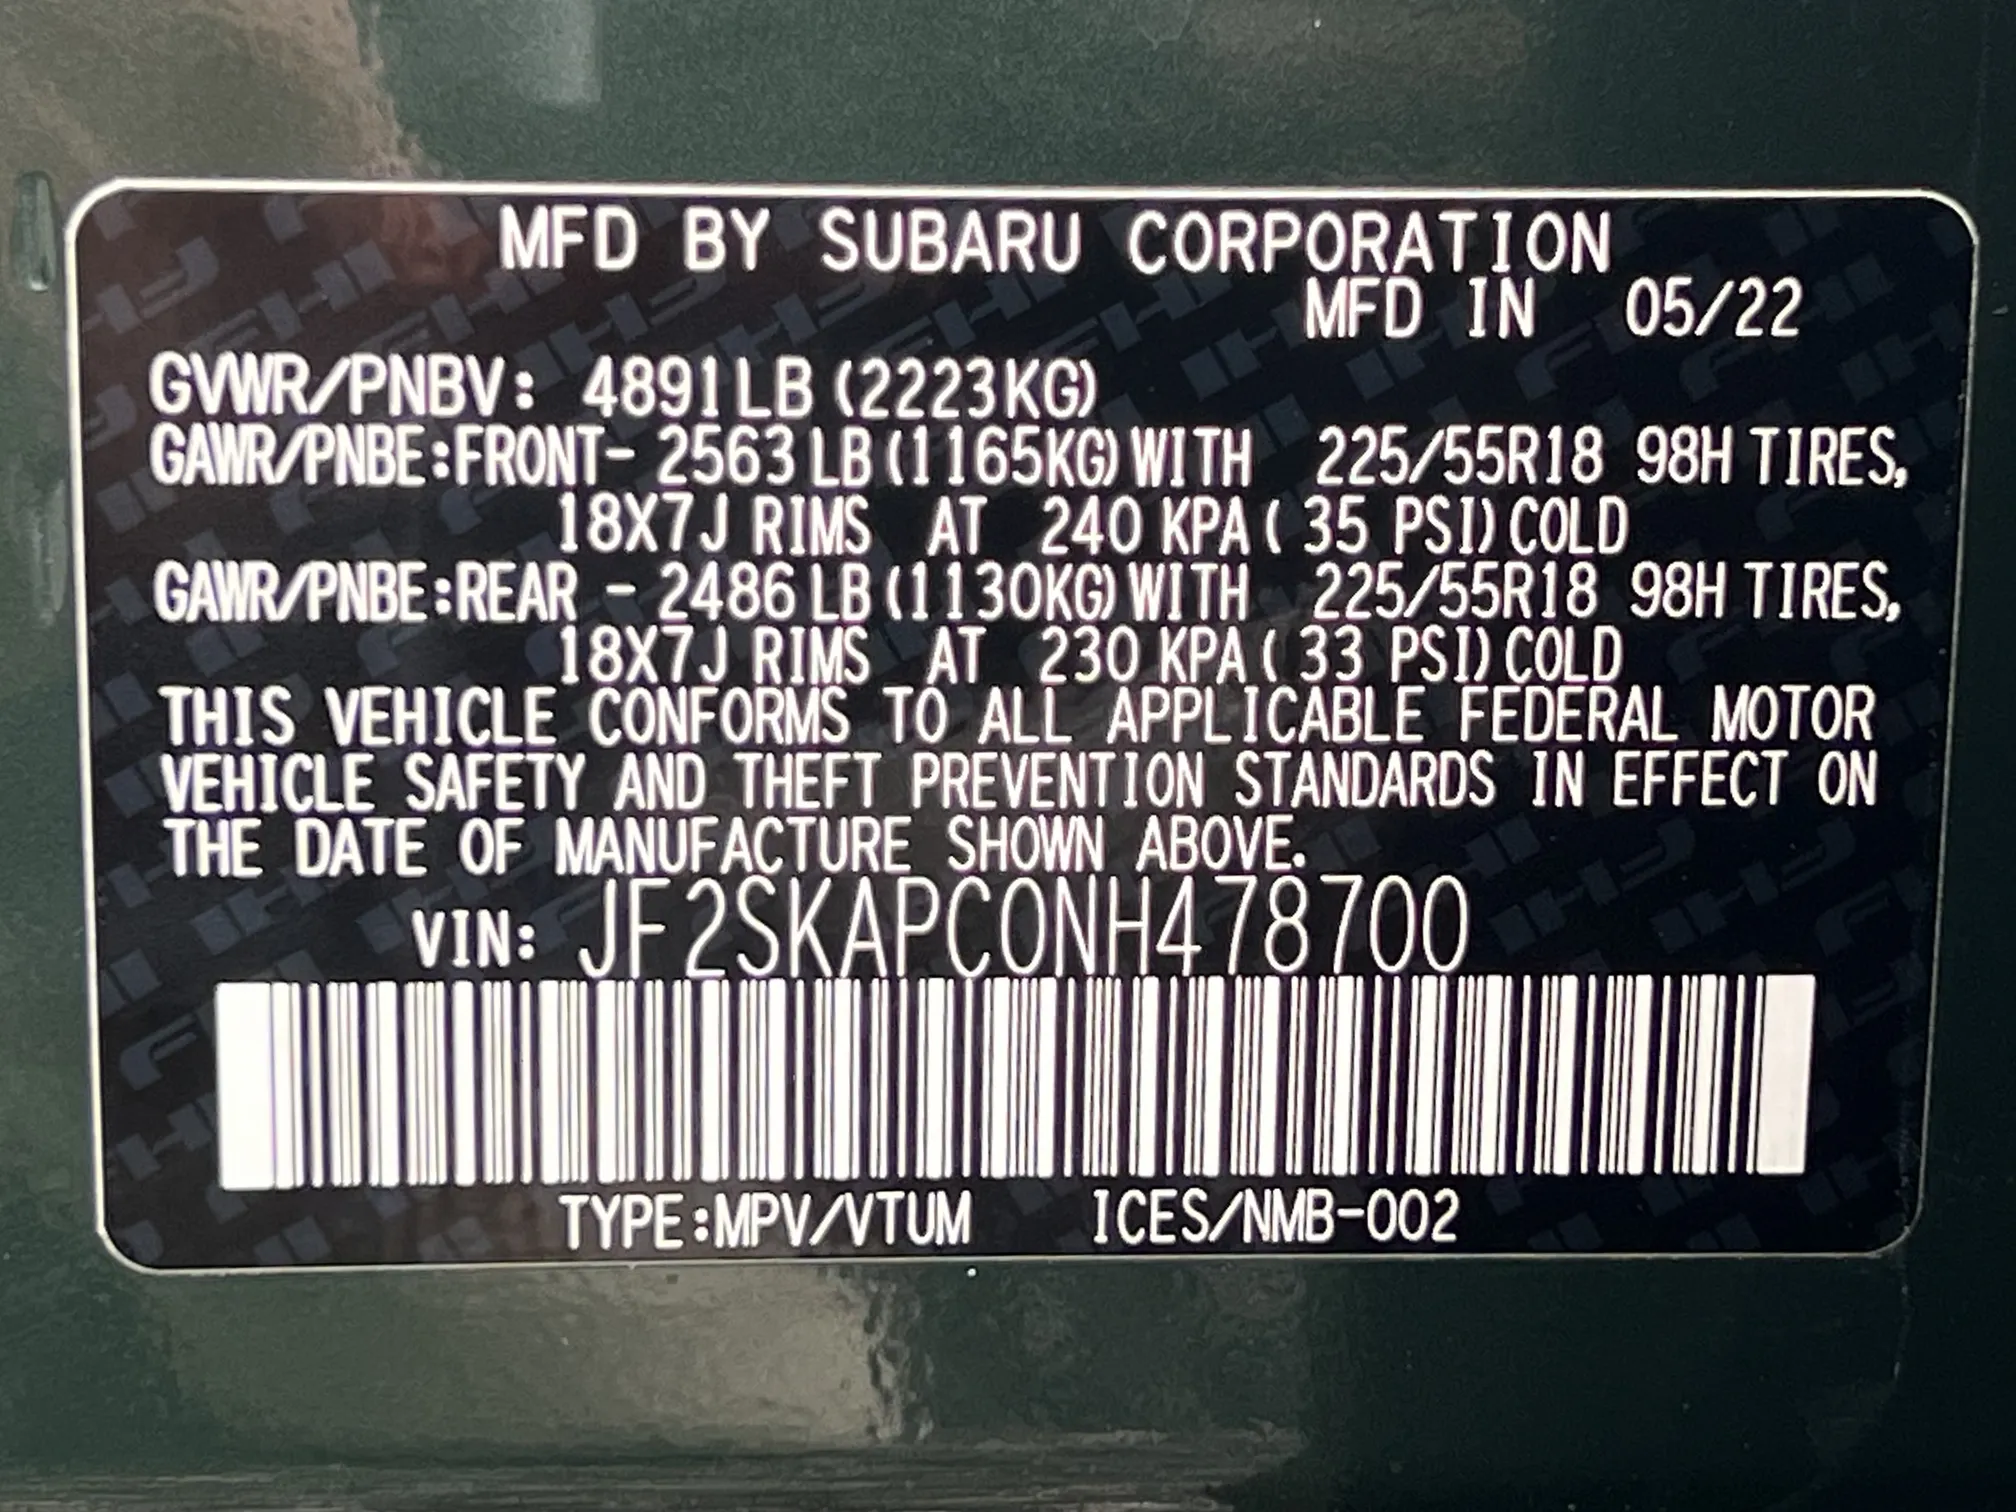 MFD BY SUBARU CORPORATION
MFD IN 05/22
GVWR/PNBV: 4891LB (2223KG)
GAWR/PNBE:FRONT- 2563 LB (1165KG) WITH 225/55R18 98H TIRES,
18X7J RIMS AT 240 KPA ( 35 PSI) COLD
GAWR/PNBE:REAR - 2486 LB (1130KG) WITH 225/55R18 98H TIRES,
18X7J RIMS AT 230 KPA ( 33 PSI) COLD
THIS VEHICLE CONFORMS TO ALL APPLICABLE FEDERAL MOTOR
VEHICLE SAFETY AND THEFT PREVENTION STANDARDS IN EFFECT ON
THE DATE OF MANUFACTURE SHOWN ABOVE.
VIN: JF2SKAPC0NH478700
TYPE:MPV/VTUM ICES/NMB-002